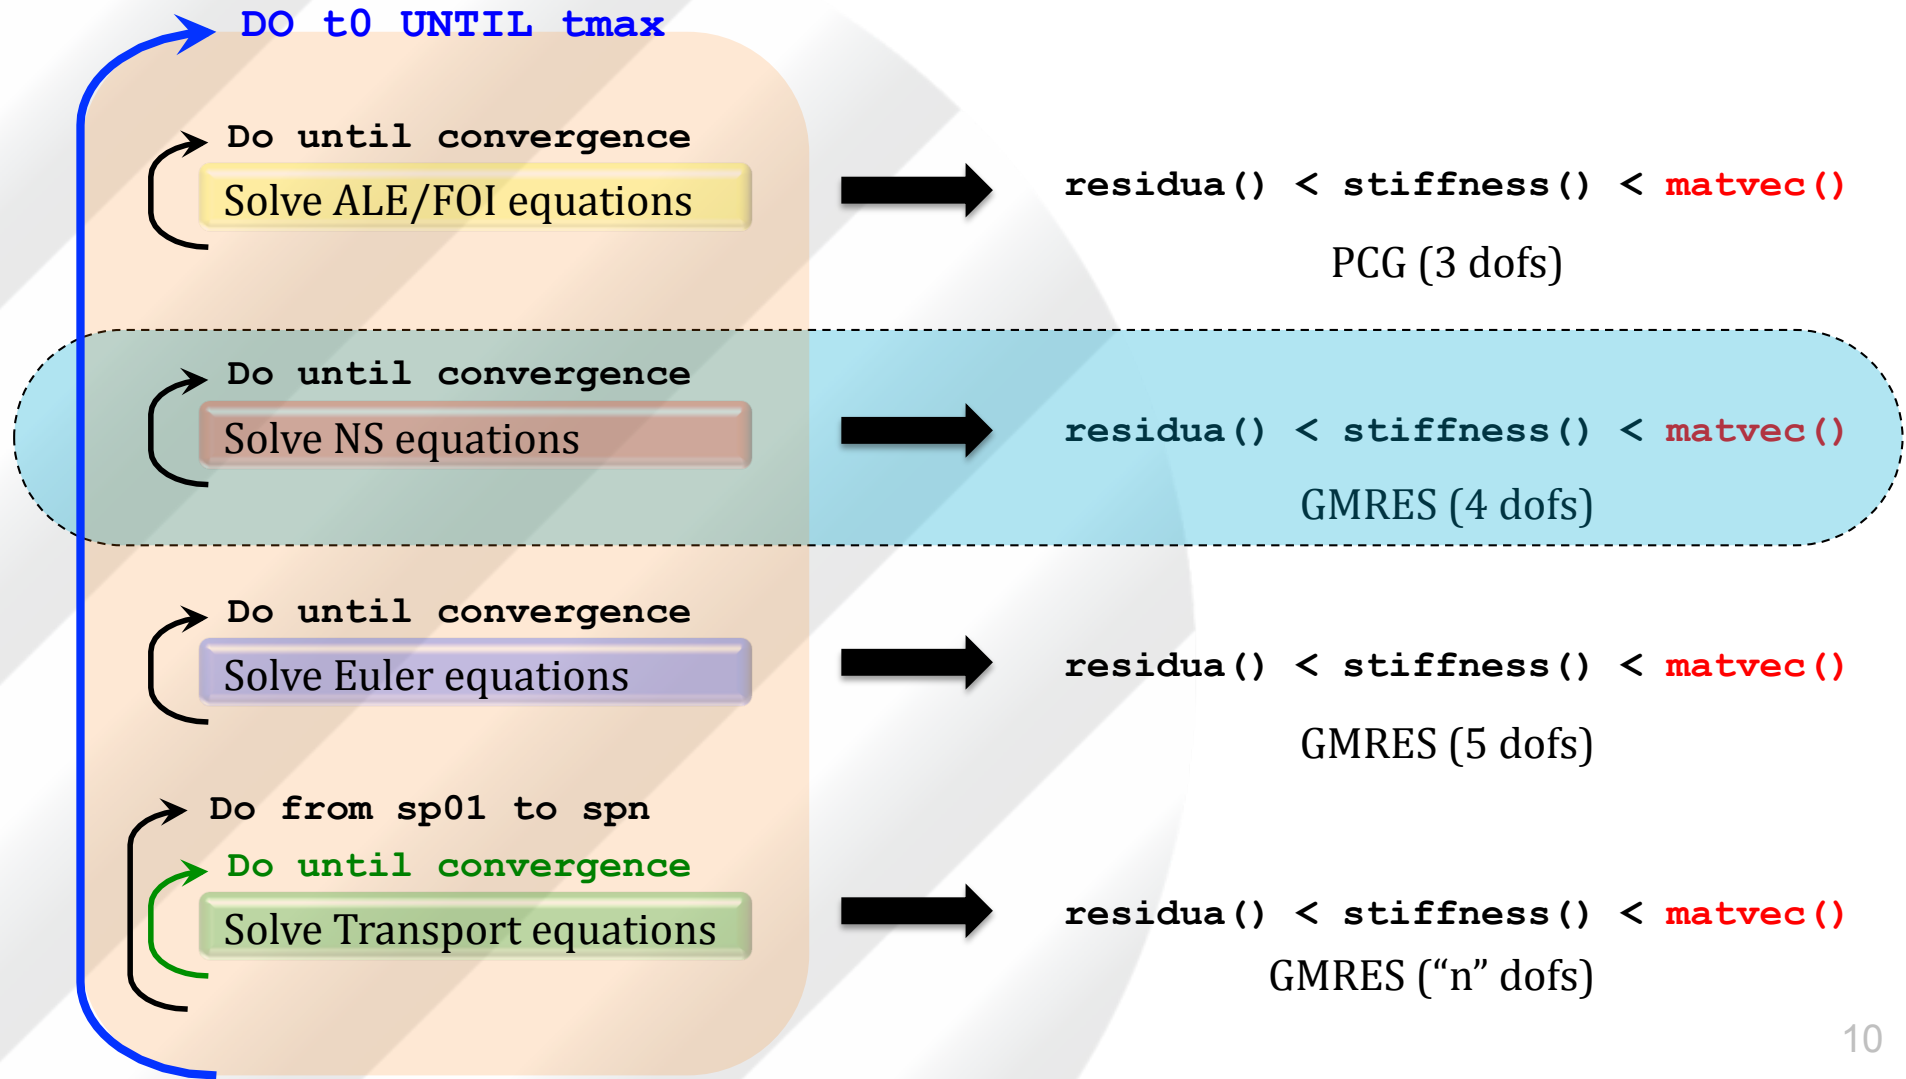 DO t0 UNTIL tmax
Do until convergence
Solve ALE/FOI equations
residua() < stiffness() < matvec()
PCG (3 dofs)
Do until convergence
Solve NS equations
residua() < stiffness() < matvec()
GMRES (4 dofs)
Do until convergence
Solve Euler equations
residua() < stiffness() < matvec()
GMRES (5 dofs)
Do from sp01 to spn
Do until convergence
Solve Transport equations
residua() < stiffness() < matvec()
GMRES (“n” dofs)
10